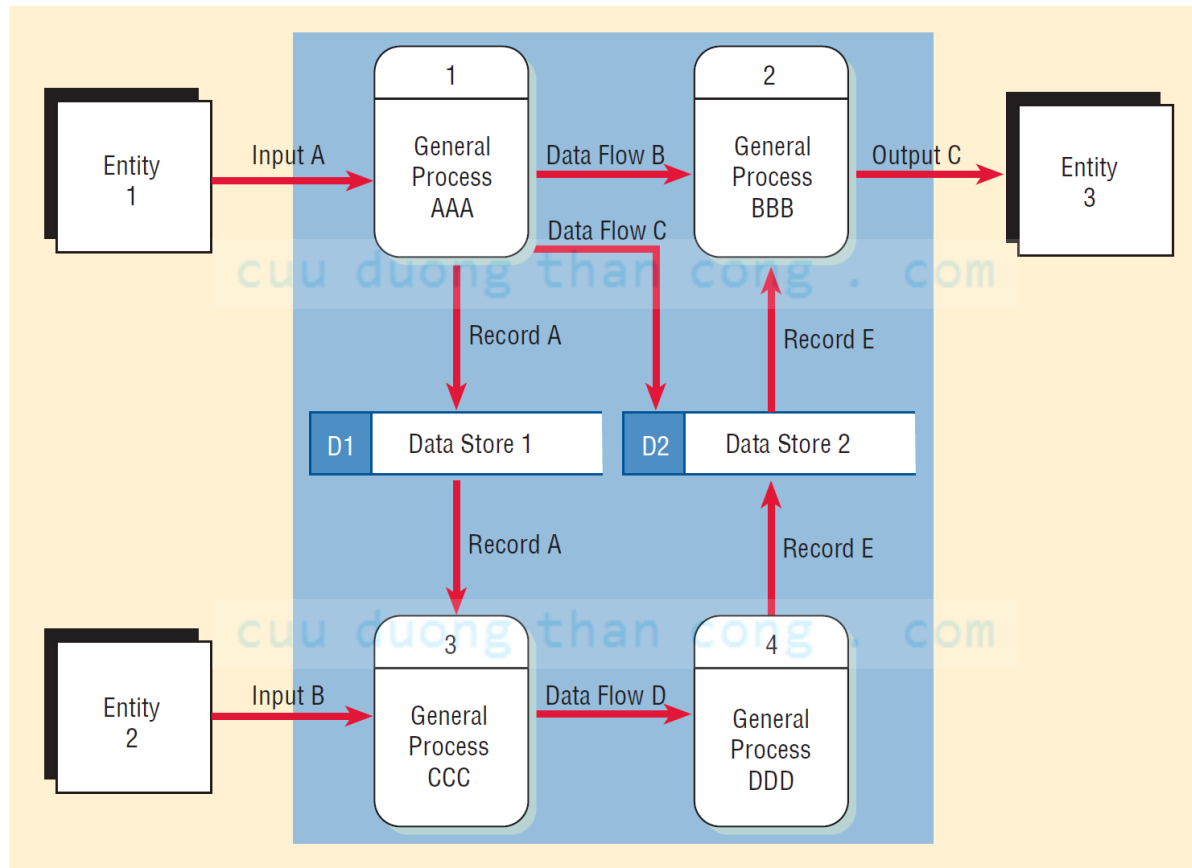 1
2
Entity
1
Input A
General
Process
AAA
Data Flow B
General
Process
BBB
Output C
Entity
3
Data Flow C
cuu duong than cong . com
Record A
Record E
D1
Data Store 1
D2
Data Store 2
Record A
Record E
cuu duong than cong . com
3
4
Entity
2
Input B
General
Process
CCC
Data Flow D
General
Process
DDD